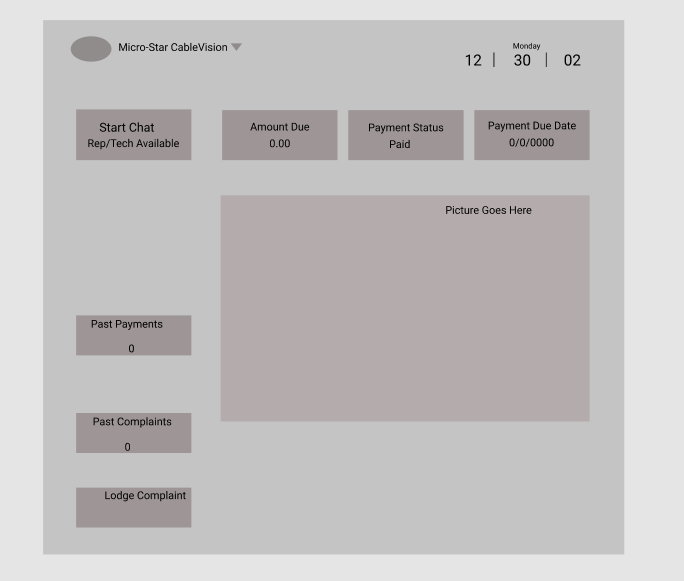 Micro-Star CableVision
Monday
12 | 30 | 02
Start Chat
Rep/Tech Available
Amount Due
0.00
Payment Status
Paid
Payment Due Date
0/0/0000
Picture Goes Here
Past Payments
0
Past Complaints
0
Lodge Complaint